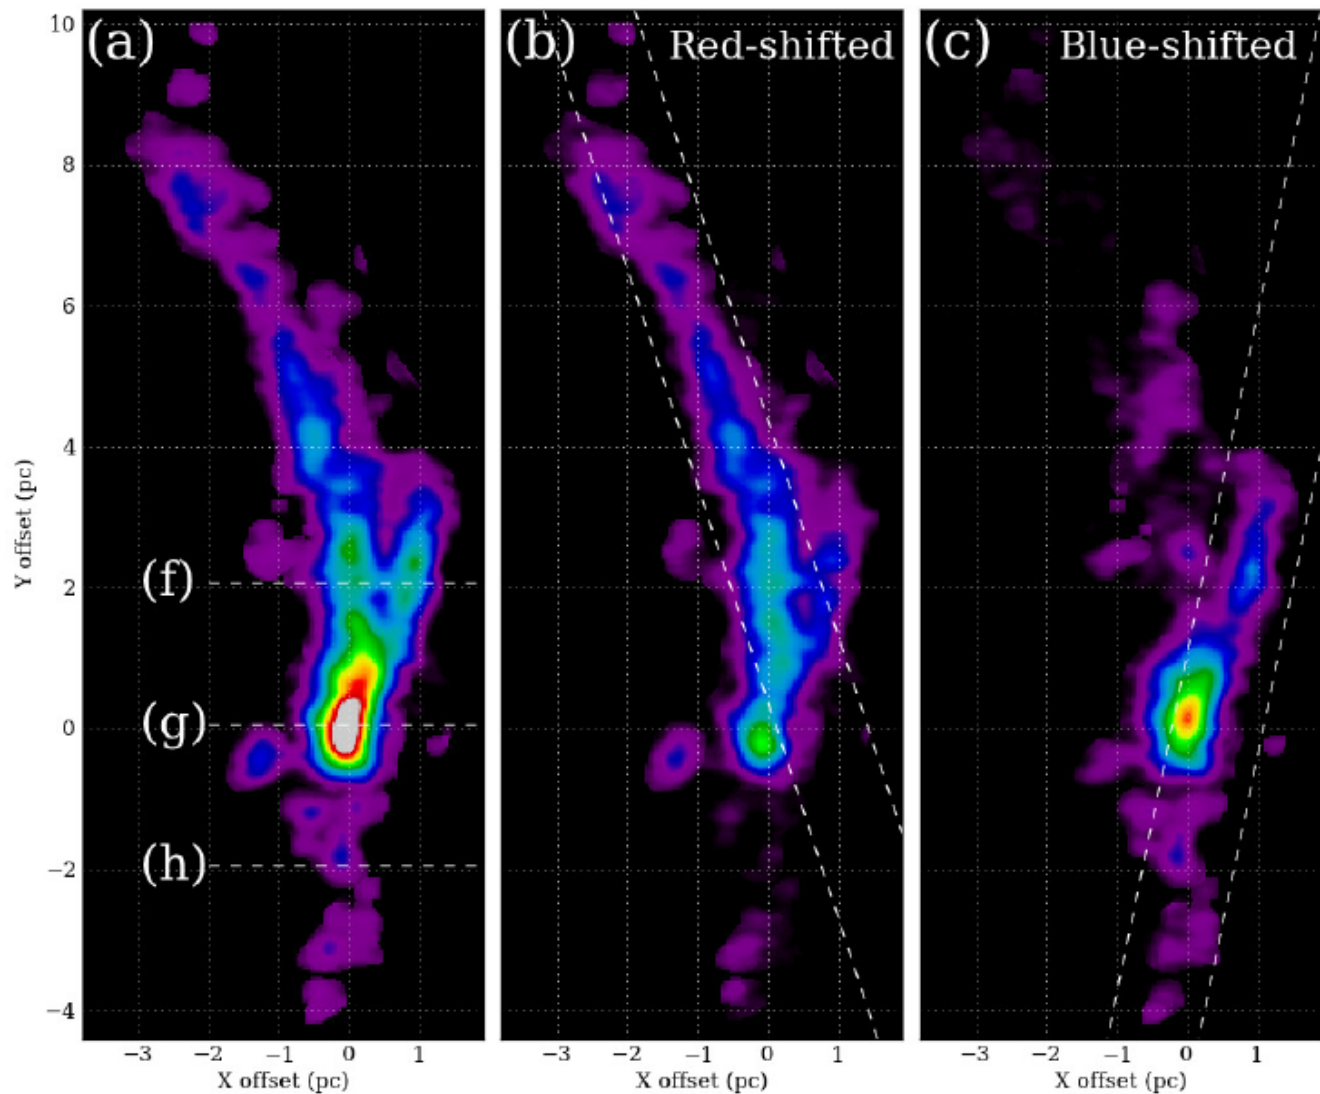 (a)
(b) Red-shifted
(c) Blue-shifted
10
8
6
4
2
0
−2
−4
Y offset (pc)
(f)
(g)
(h)
−3 −2 −1 0 1
X offset (pc)
−3 −2 −1 0 1
X offset (pc)
−3 −2 −1 0 1
X offset (pc)